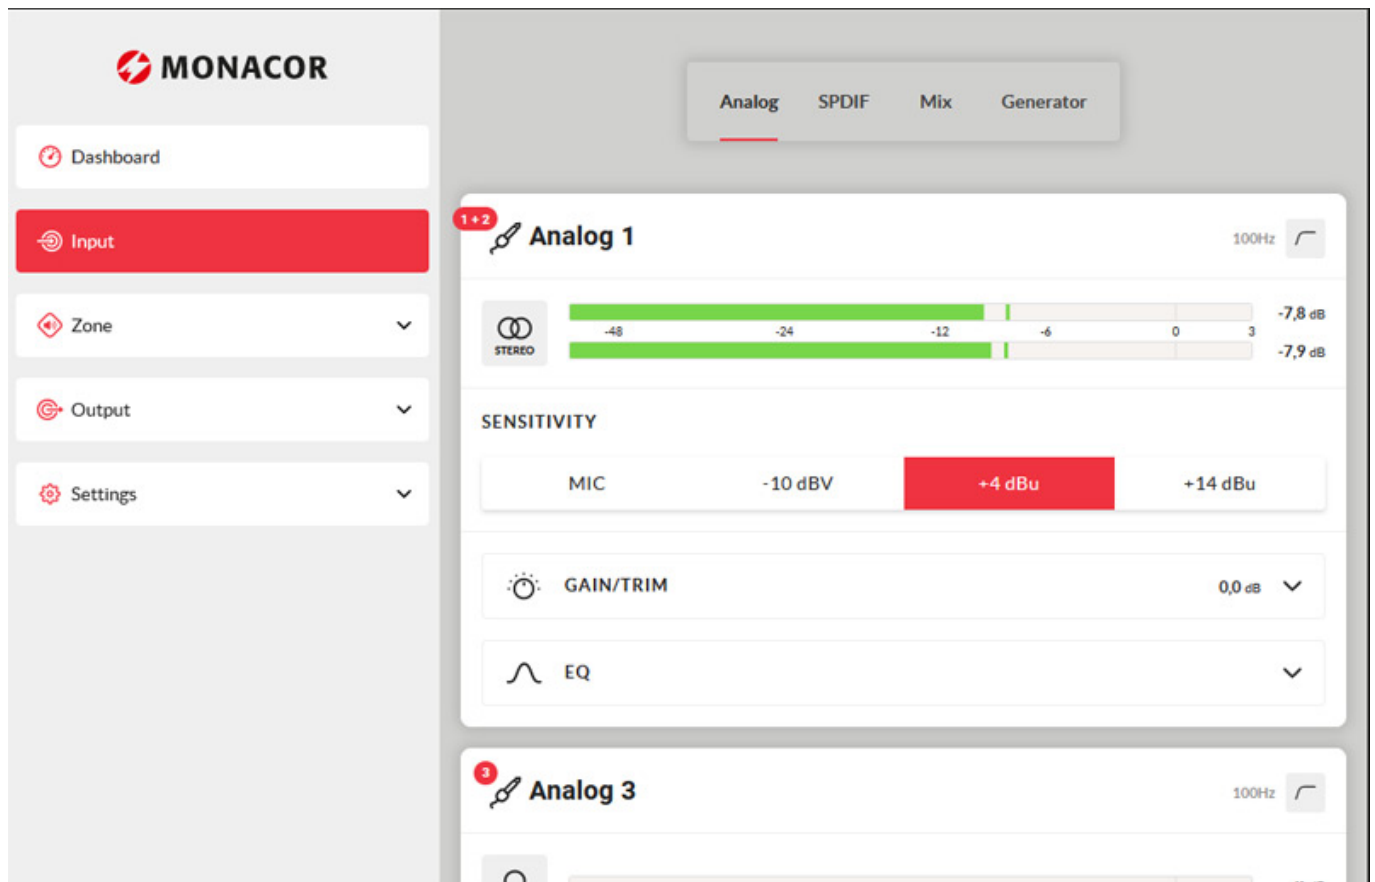 MONACOR
Dashboard
Input
Zone
Output
Settings
Analog SPDIF Mix Generator
1+2
Analog 1
100Hz
STEREO
-7,8 dB
-48 -24 -12 -6 0 3
-7,9 dB
SENSITIVITY
MIC -10 dBV +4 dBu +14 dBu
GAIN/TRIM 0,0 dB
EQ
3
Analog 3
100Hz